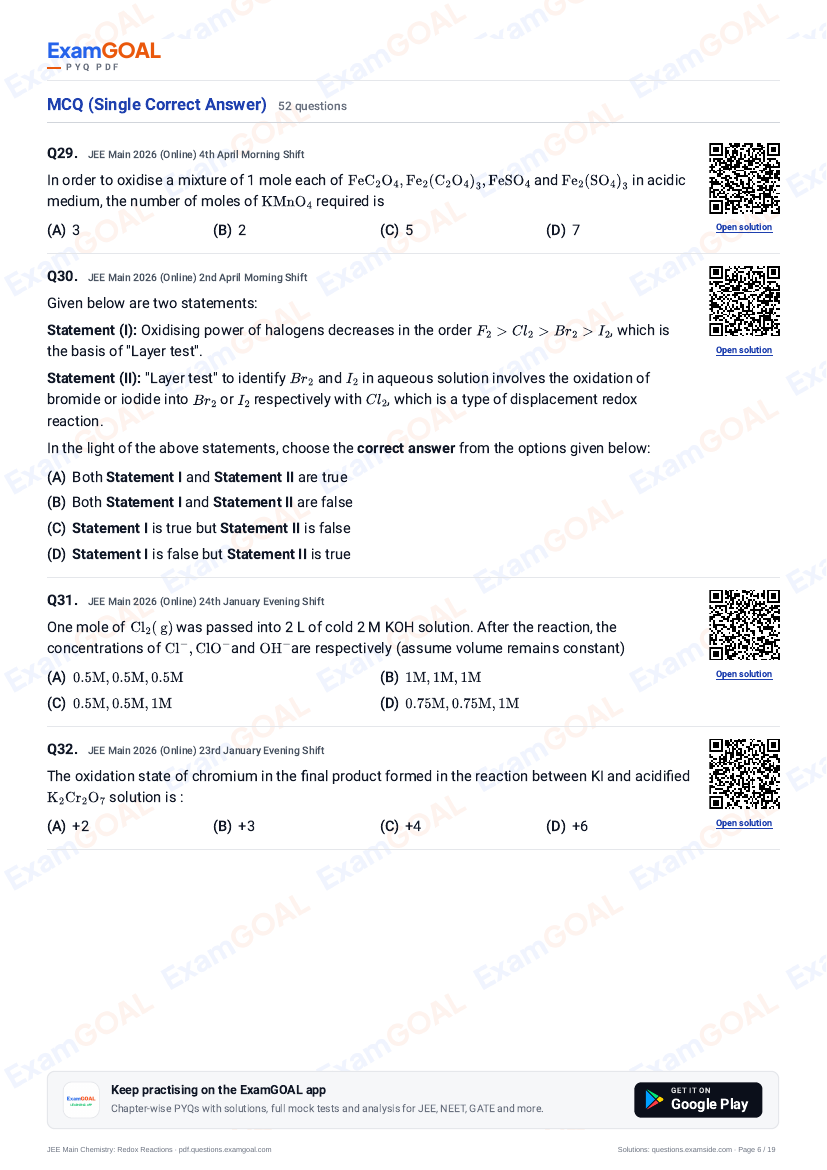 ExamGOAL
PYQ PDF
MCQ (Single Correct Answer) 52 questions
Q29. JEE Main 2026 (Online) 4th April Morning Shift
In order to oxidise a mixture of 1 mole each of FeC₂O₄, Fe₂(C₂O₄)₃, FeSO₄ and Fe₂(SO₄)₃ in acidic
medium, the number of moles of KMnO₄ required is
(A) 3 (B) 2 (C) 5 (D) 7
Open solution
Q30. JEE Main 2026 (Online) 2nd April Morning Shift
Given below are two statements:
Statement (I): Oxidising power of halogens decreases in the order F₂ > Cl₂ > Br₂ > I₂, which is
the basis of "Layer test".
Open solution
Statement (II): "Layer test" to identify Br₂ and I₂ in aqueous solution involves the oxidation of
bromide or iodide into Br₂ or I₂ respectively with Cl₂, which is a type of displacement redox
reaction.
In the light of the above statements, choose the correct answer from the options given below:
(A) Both Statement I and Statement II are true
(B) Both Statement I and Statement II are false
(C) Statement I is true but Statement II is false
(D) Statement I is false but Statement II is true
Q31. JEE Main 2026 (Online) 24th January Evening Shift
One mole of Cl₂( g) was passed into 2 L of cold 2 M KOH solution. After the reaction, the
concentrations of Cl⁻, ClO⁻and OH⁻are respectively (assume volume remains constant)
(A) 0.5M, 0.5M, 0.5M (B) 1M, 1M, 1M
Open solution
(C) 0.5M, 0.5M, 1M (D) 0.75M, 0.75M, 1M
Q32. JEE Main 2026 (Online) 23rd January Evening Shift
The oxidation state of chromium in the final product formed in the reaction between KI and acidified
K₂Cr₂O₇ solution is :
(A) +2 (B) +3 (C) +4 (D) +6
Open solution
Keep practising on the ExamGOAL app
Chapter-wise PYQs with solutions, full mock tests and analysis for JEE, NEET, GATE and more.
ExamGOAL
GET IT ON
Google Play
JEE Main Chemistry: Redox Reactions · pdf.questions.examgoal.com
Solutions: questions.examside.com · Page 6 / 19